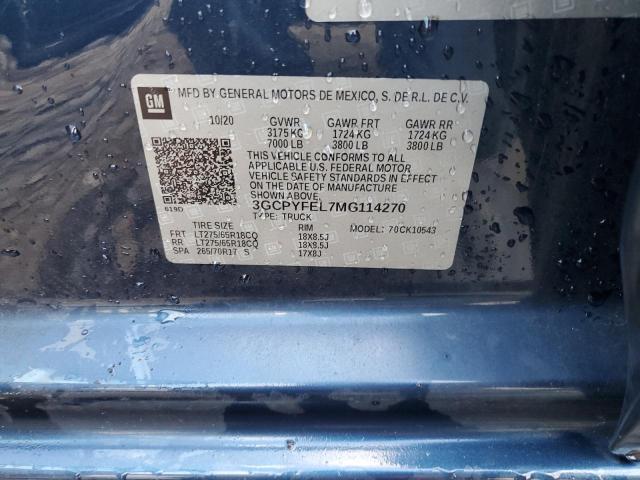 GM
MFD BY GENERAL MOTORS DE MEXICO, S. DE R.L. DE C.V.
10/20 GVWR GAWR FRT GAWR RR
3175 KG 1724 KG 1724 KG
7000 LB 3800 LB 3800 LB
THIS VEHICLE CONFORMS TO ALL
APPLICABLE U.S. FEDERAL MOTOR
VEHICLE SAFETY STANDARDS IN EFFECT
ON THE DATE OF MANUFACTURE SHOWN ABOVE.
619D 3GCPYFEL7MG114270
TYPE: TRUCK MODEL: 70CK10543
TIRE SIZE RIM
FRT LT275/65R18CQ 18X8.5J
RR LT275/65R18CQ 18X8.5J
SPA 265/70R17 S 17X8J